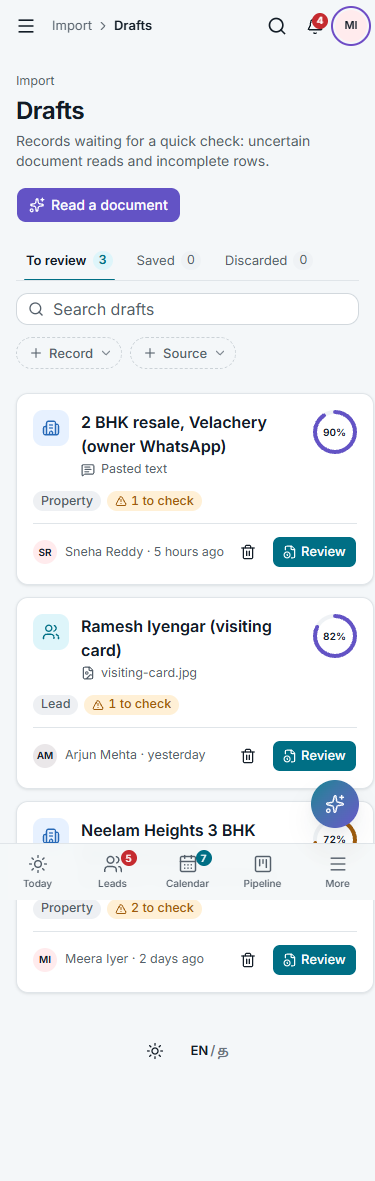 Import > Drafts
4
MI
Import
Drafts
Records waiting for a quick check: uncertain
document reads and incomplete rows.
Read a document
To review 3 Saved 0 Discarded 0
Search drafts
Record Source
2 BHK resale, Velachery
(owner WhatsApp)
90%
Pasted text
Property 1 to check
SR Sneha Reddy · 5 hours ago Review
Ramesh Iyengar (visiting
card)
82%
visiting-card.jpg
Lead 1 to check
AM Arjun Mehta · yesterday Review
Neelam Heights 3 BHK
72%
5 7
Today Leads Calendar Pipeline More
Property 2 to check
MI Meera Iyer · 2 days ago Review
EN / த